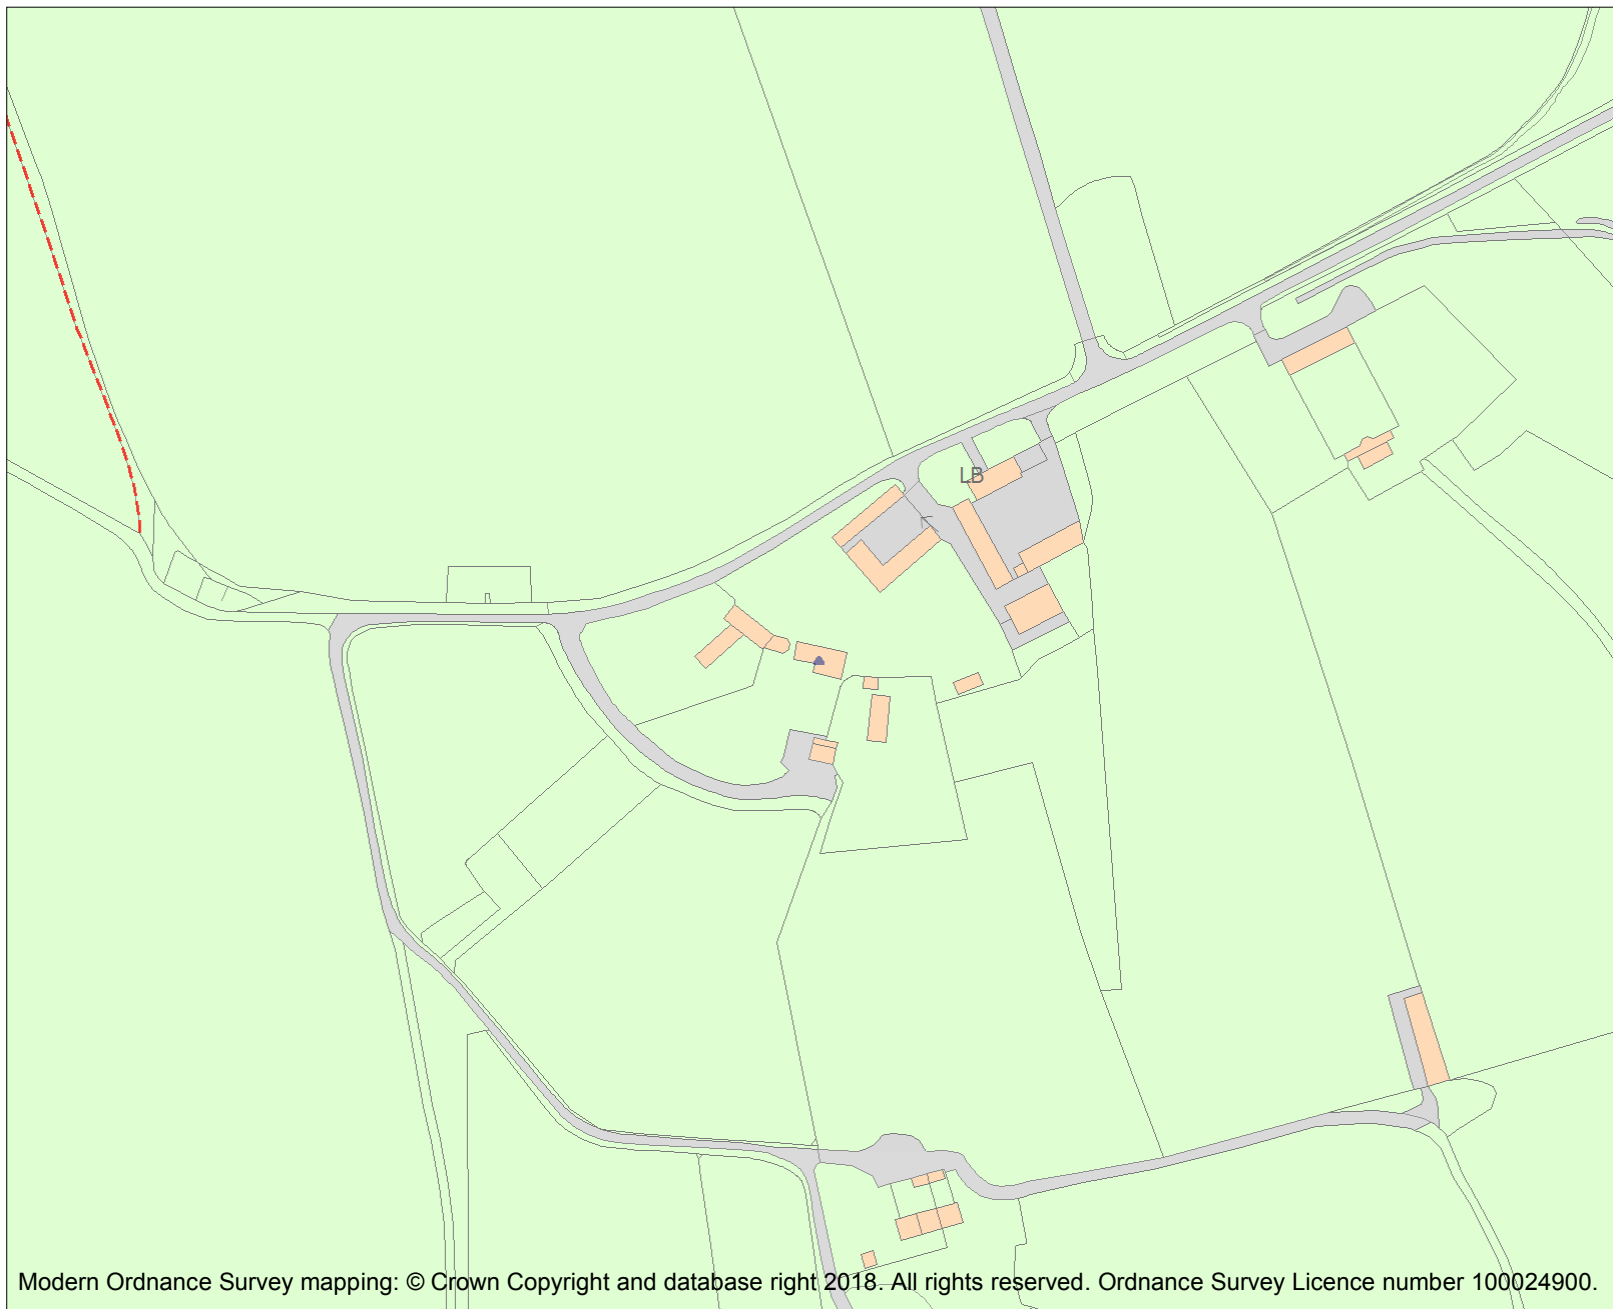 LB
Modern Ordnance Survey mapping: © Crown Copyright and database right 2018. All rights reserved. Ordnance Survey Licence number 100024900.